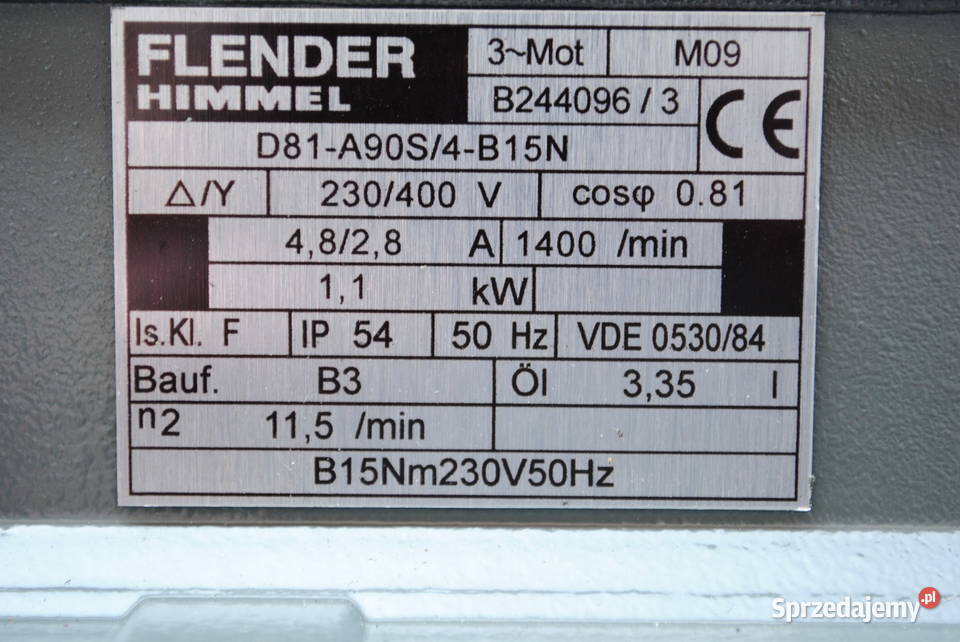 FLENDER
HIMMEL
3~Mot M09
B244096 / 3
CE
D81-A90S/4-B15N
△/Y 230/400 V cosφ 0.81
4,8/2,8 A 1400 /min
1,1 kW
Is.Kl. F IP 54 50 Hz VDE 0530/84
Bauf. B3 Öl 3,35 l
n2 11,5 /min
B15Nm230V50Hz
Sprzedajemy.pl